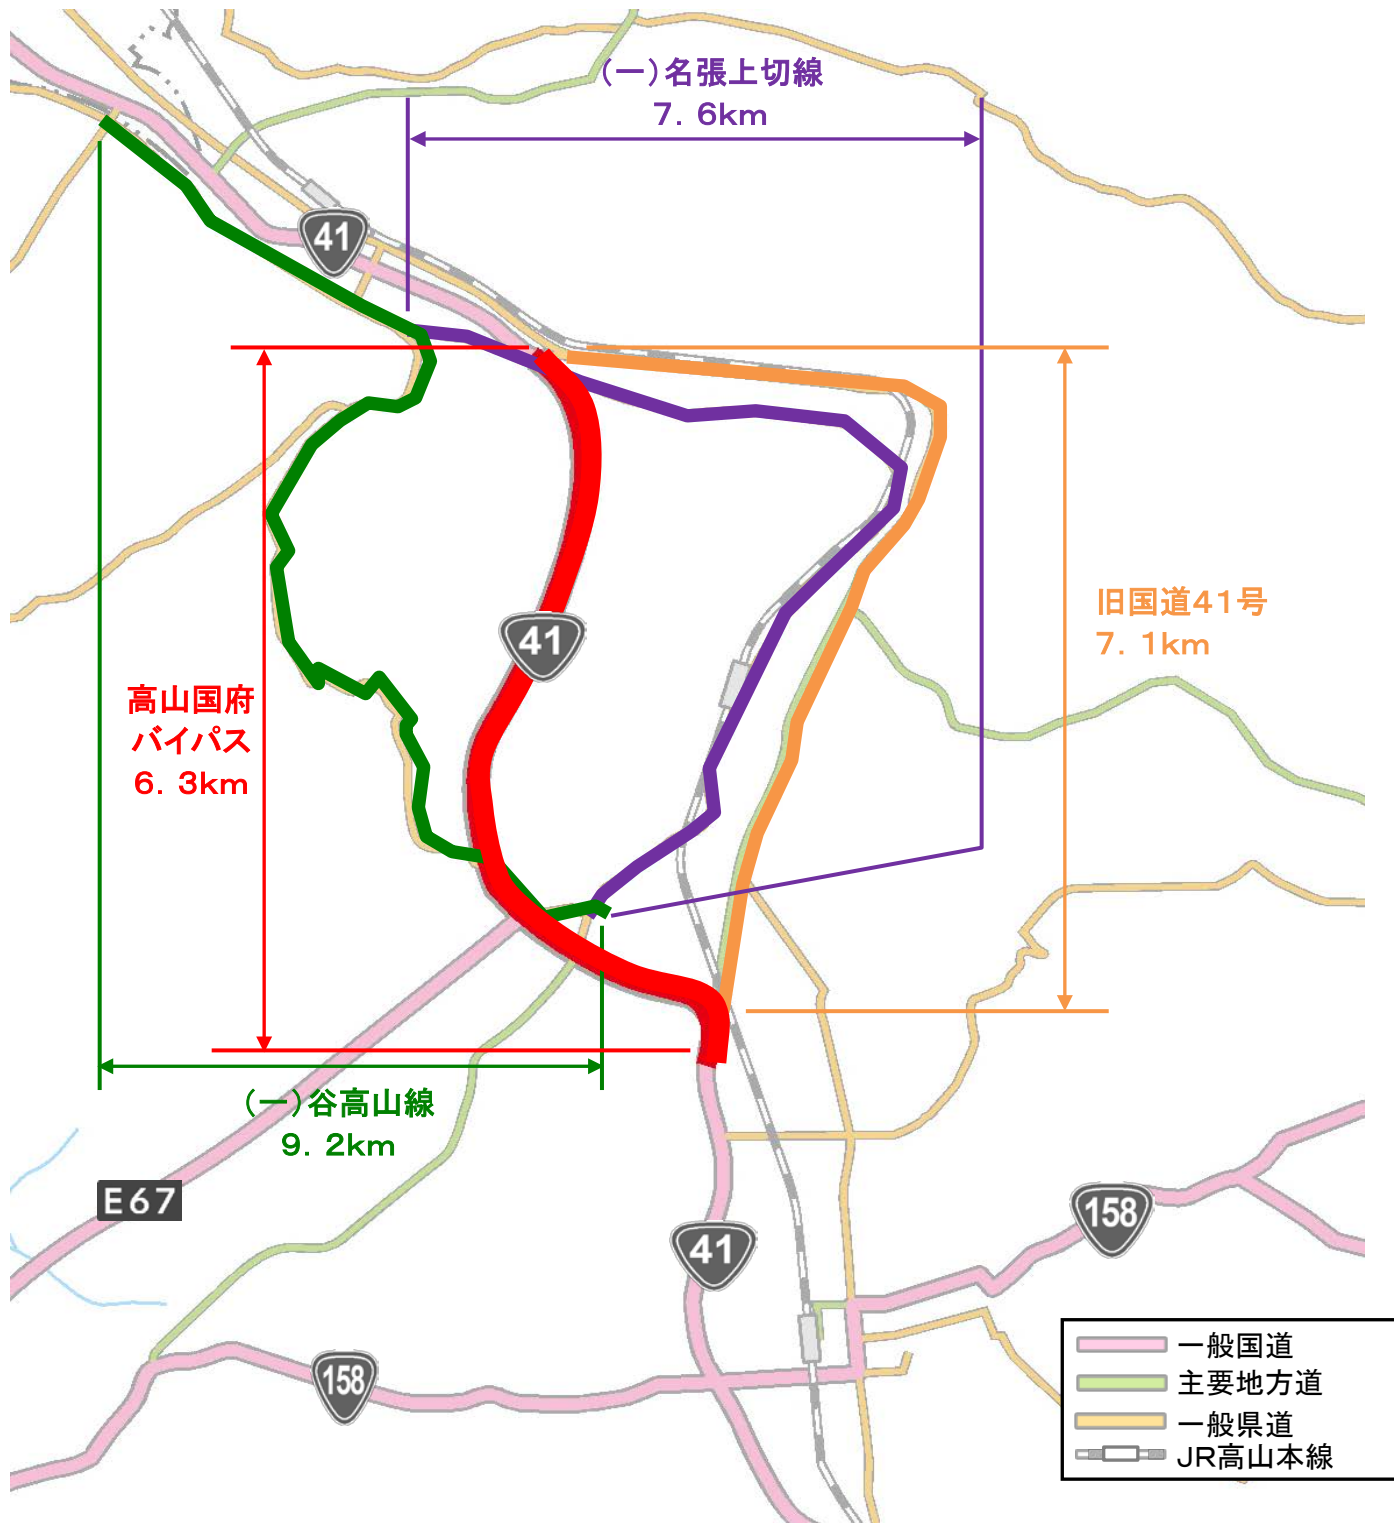 (一)名張上切線
7.6km
41
旧国道41号
7.1km
41
高山国府
バイパス
6.3km
(一)谷高山線
9.2km
E67
158
41
158
一般国道
主要地方道
一般県道
JR高山本線